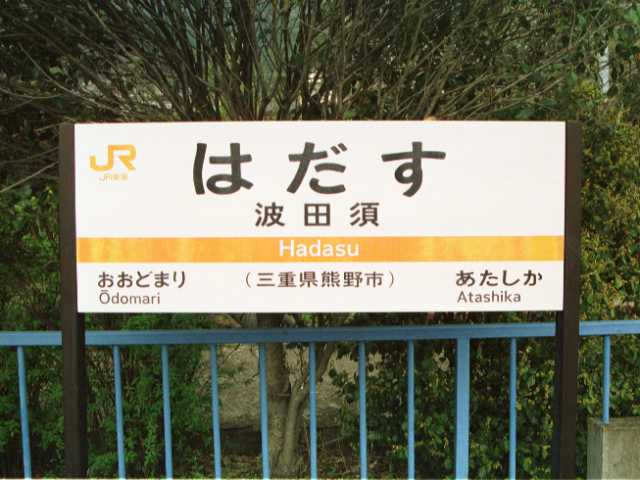 JR
JR東海
はだす
波田須
Hadasu
おおどまり
（三重県熊野市）
あたしか
Ōdomari
Atashika